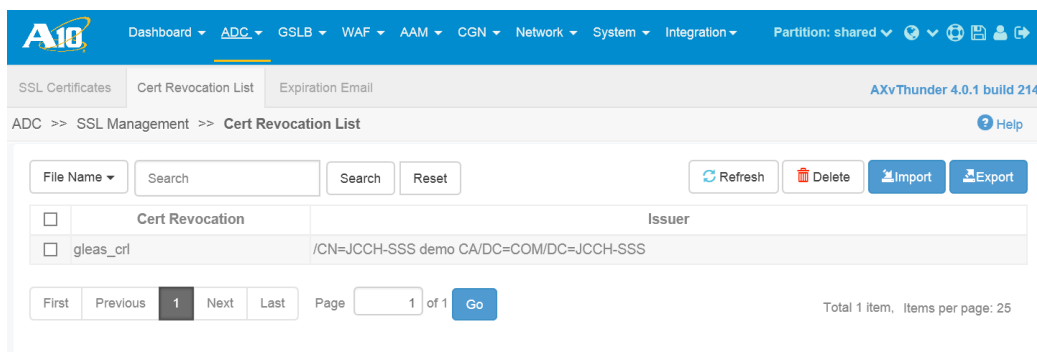 A10 Dashboard ADC GSLB WAF AAM CGN Network System Integration Partition: shared
SSL Certificates Cert Revocation List Expiration Email AXvThunder 4.0.1 build 214
ADC >> SSL Management >> Cert Revocation List Help
File Name Search Search Reset Refresh Delete Import Export
Cert Revocation Issuer
gleas_crl /CN=JCCH-SSS demo CA/DC=COM/DC=JCCH-SSS
First Previous 1 Next Last Page 1 of 1 Go Total 1 item, Items per page: 25